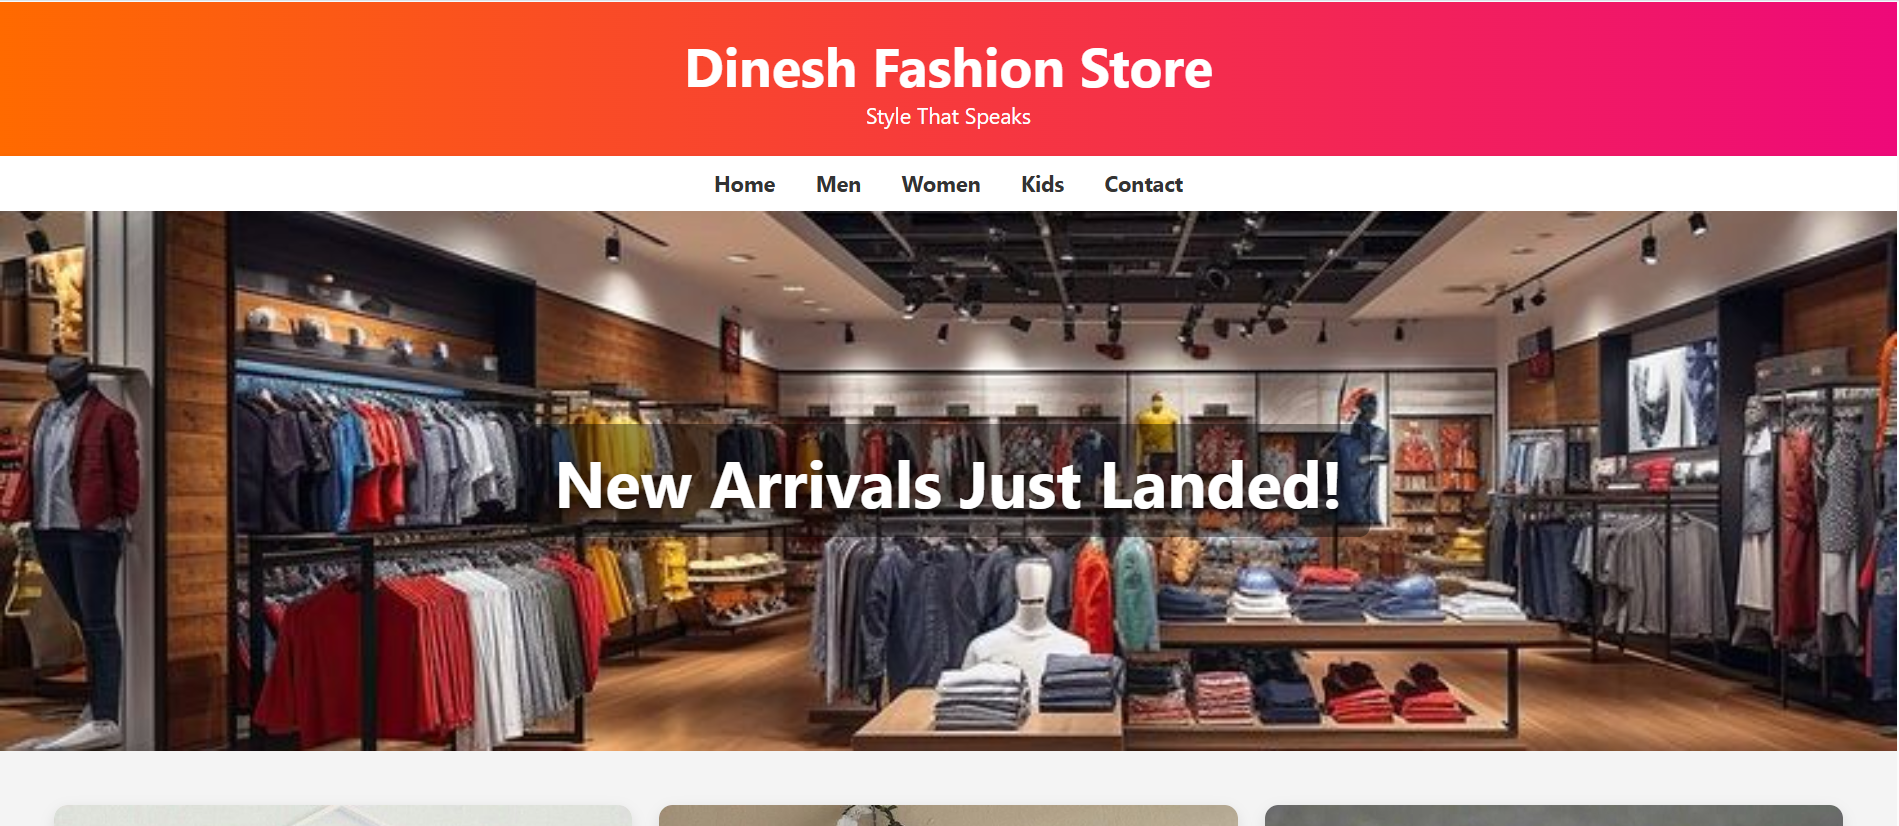 Dinesh Fashion Store
Style That Speaks
Home Men Women Kids Contact
New Arrivals Just Landed!